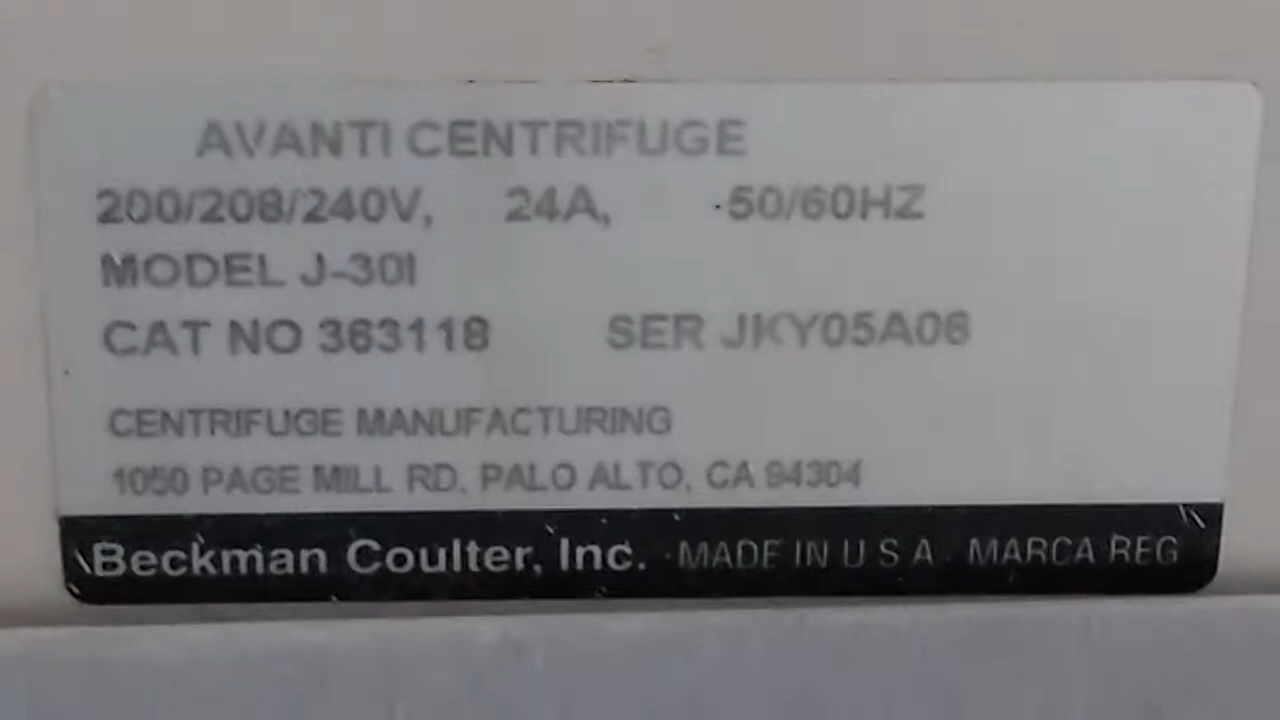 AVANTI CENTRIFUGE
200/208/240V, 24A, 50/60HZ
MODEL J-30I
CAT NO 363118 SER JKY05A06
CENTRIFUGE MANUFACTURING
1050 PAGE MILL RD. PALO ALTO, CA 94304
Beckman Coulter, Inc. MADE IN U S A MARCA REG